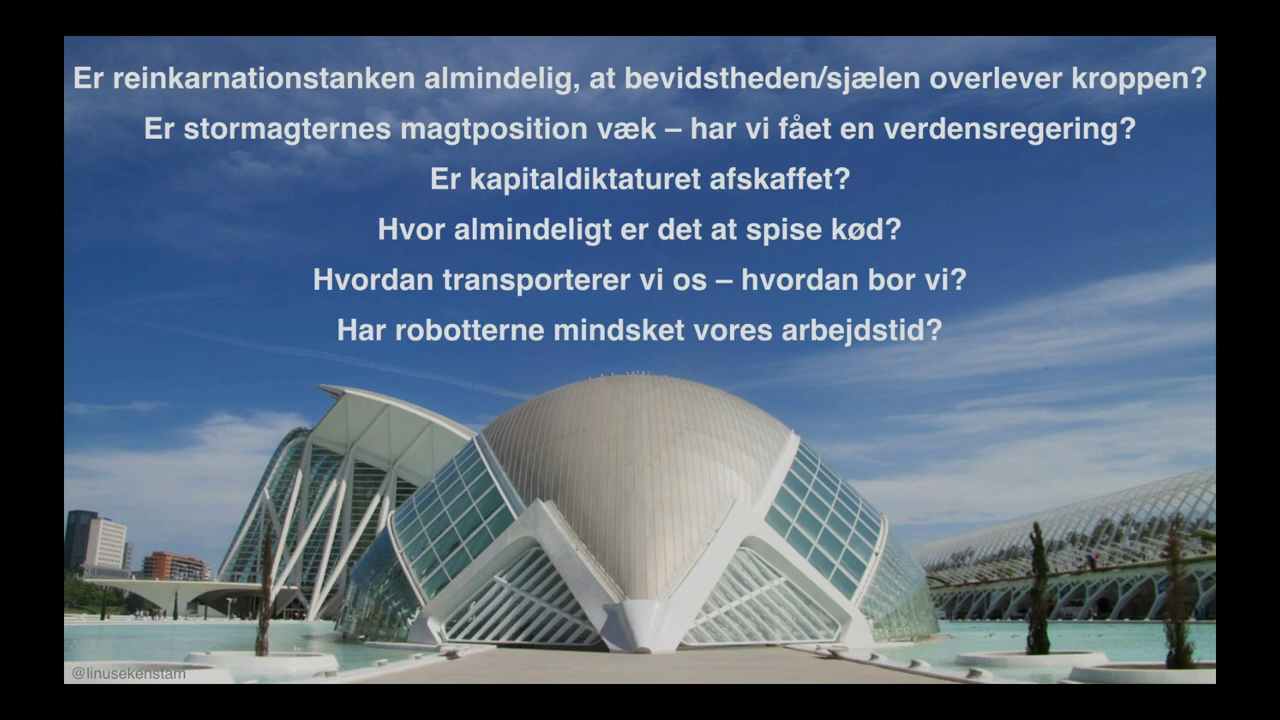 Er reinkarnationstanken almindelig, at bevidstheden/sjælen overlever kroppen?
Er stormagternes magtposition væk – har vi fået en verdensregering?
Er kapitaldiktaturet afskaffet?
Hvor almindeligt er det at spise kød?
Hvordan transporterer vi os – hvordan bor vi?
Har robotterne mindsket vores arbejdstid?
@linusekenstam